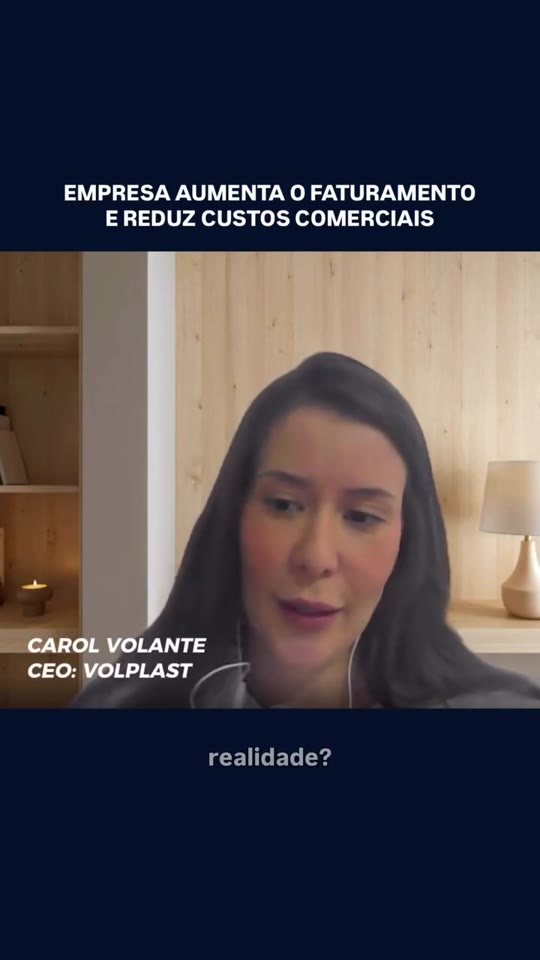 EMPRESA AUMENTA O FATURAMENTO
E REDUZ CUSTOS COMERCIAIS
CAROL VOLANTE
CEO: VOLPLAST
realidade?